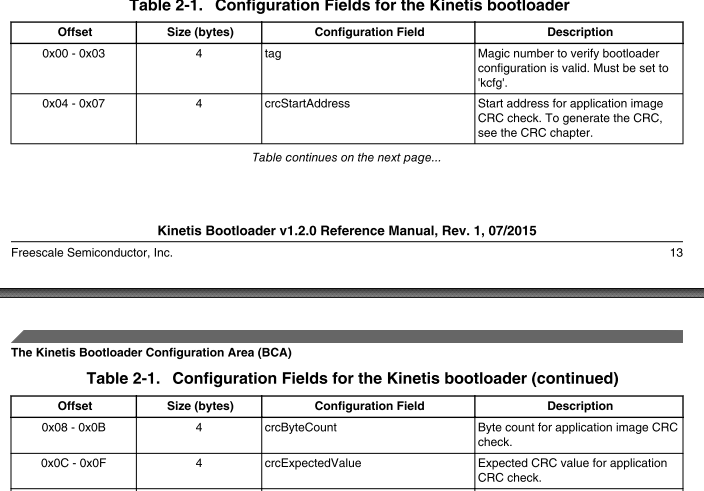 Table 2-1. Configuration Fields for the Kinetis bootloader
Offset Size (bytes) Configuration Field Description
0x00 - 0x03 4 tag Magic number to verify bootloader
configuration is valid. Must be set to
'kcfg'.
0x04 - 0x07 4 crcStartAddress Start address for application image
CRC check. To generate the CRC,
see the CRC chapter.
Table continues on the next page...
Kinetis Bootloader v1.2.0 Reference Manual, Rev. 1, 07/2015
Freescale Semiconductor, Inc. 13
The Kinetis Bootloader Configuration Area (BCA)
Table 2-1. Configuration Fields for the Kinetis bootloader (continued)
Offset Size (bytes) Configuration Field Description
0x08 - 0x0B 4 crcByteCount Byte count for application image CRC
check.
0x0C - 0x0F 4 crcExpectedValue Expected CRC value for application
CRC check.